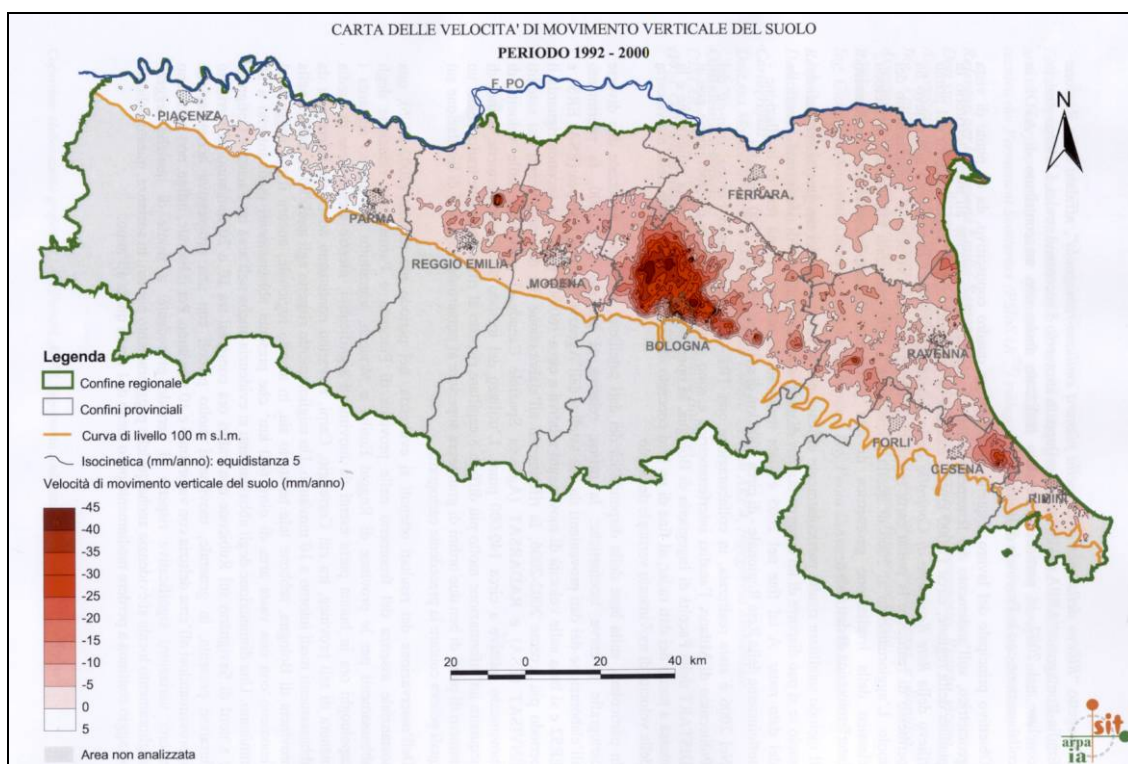 CARTA DELLE VELOCITA' DI MOVIMENTO VERTICALE DEL SUOLO
PERIODO 1992 - 2000
F. PO
N
PIACENZA
FERRARA
PARMA
REGGIO EMILIA
MODENA
BOLOGNA
RAVENNA
FORLI'
CESENA
RIMINI
Legenda
Confine regionale
Confini provinciali
Curva di livello 100 m s.l.m.
Isocinetica (mm/anno): equidistanza 5
Velocità di movimento verticale del suolo (mm/anno)
-45
-40
-35
-30
-25
-20
-15
-10
-5
0
5
Area non analizzata
20 0 20 40 km
sit
arpa
ia